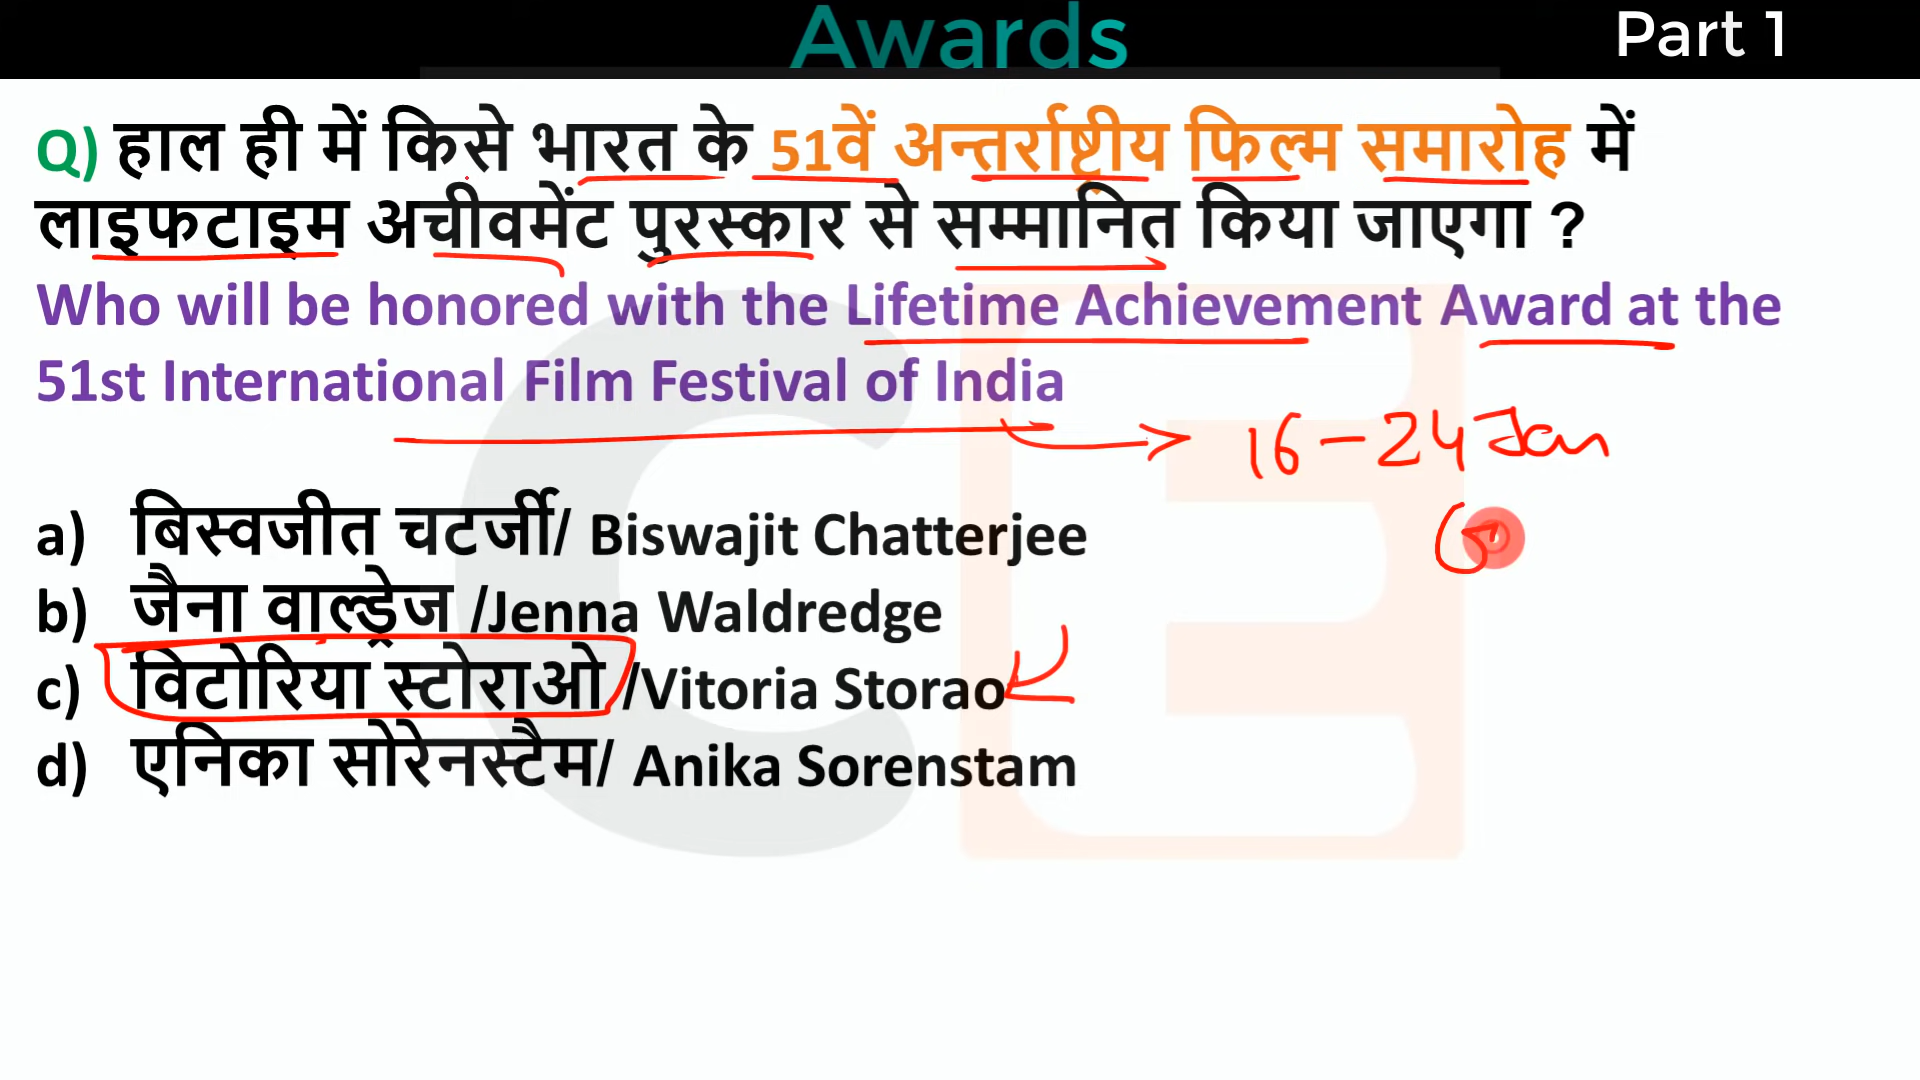 Awards
Part 1
Q) हाल ही में किसे भारत के 51वें अन्तर्राष्ट्रीय फिल्म समारोह में
लाइफटाइम अचीवमेंट पुरस्कार से सम्मानित किया जाएगा ?
Who will be honored with the Lifetime Achievement Award at the
51st International Film Festival of India
16-24 Jan
a) बिस्वजीत चटर्जी/ Biswajit Chatterjee
b) जैना वाल्ड्रेज /Jenna Waldredge
c) विटोरिया स्टोराओ /Vitoria Storao
d) एनिका सोरेनस्टैम/ Anika Sorenstam